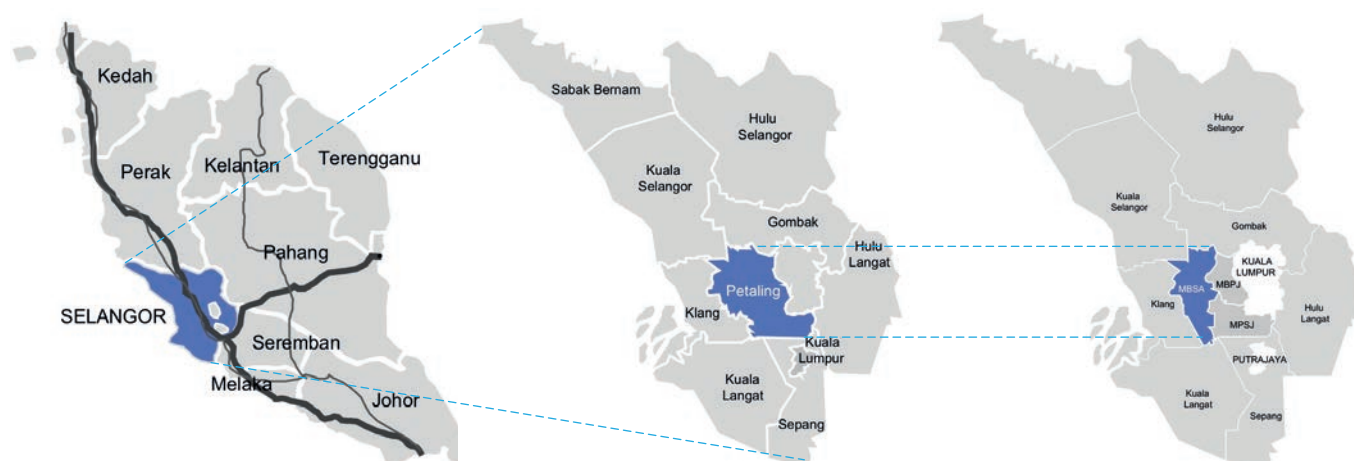 Kedah
Perak
Kelantan
Terengganu
Pahang
SELANGOR
Seremban
Melaka
Johor
Sabak Bernam
Hulu
Selangor
Kuala
Selangor
Gombak
Hulu
Langat
Petaling
Klang
Kuala
Lumpur
Kuala
Langat
Sepang
Hulu
Selangor
Kuala
Selangor
Gombak
KUALA
LUMPUR
MBSA
MBPJ
Klang
MPSJ
Hulu
Langat
PUTRAJAYA
Kuala
Langat
Sepang